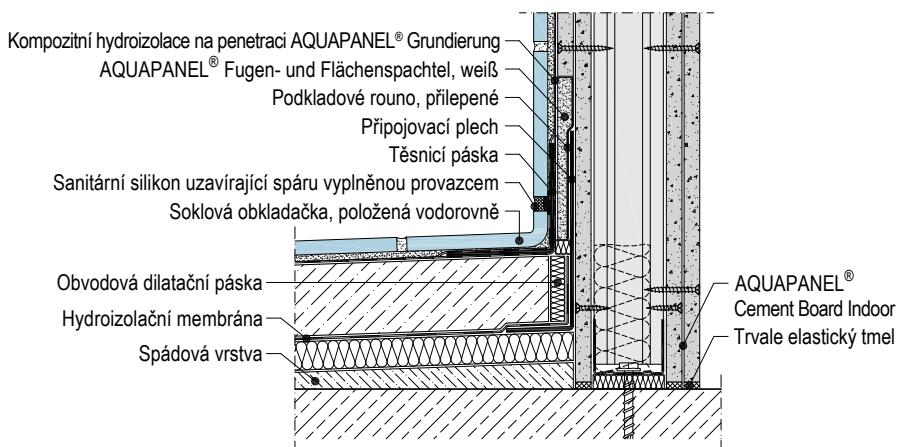 Kompozitní hydroizolace na penetraci AQUAPANEL® Grundierung
AQUAPANEL® Fugen- und Flächenspachtel, weiß
Podkladové rouno, přilepené
Připojovací plech
Těsnicí páska
Sanitární silikon uzavírající spáru vyplněnou provazcem
Soklová obkladačka, položená vodorovně
Obvodová dilatační páska
Hydroizolační membrána
Spádová vrstva
AQUAPANEL®
Cement Board Indoor
Trvale elastický tmel